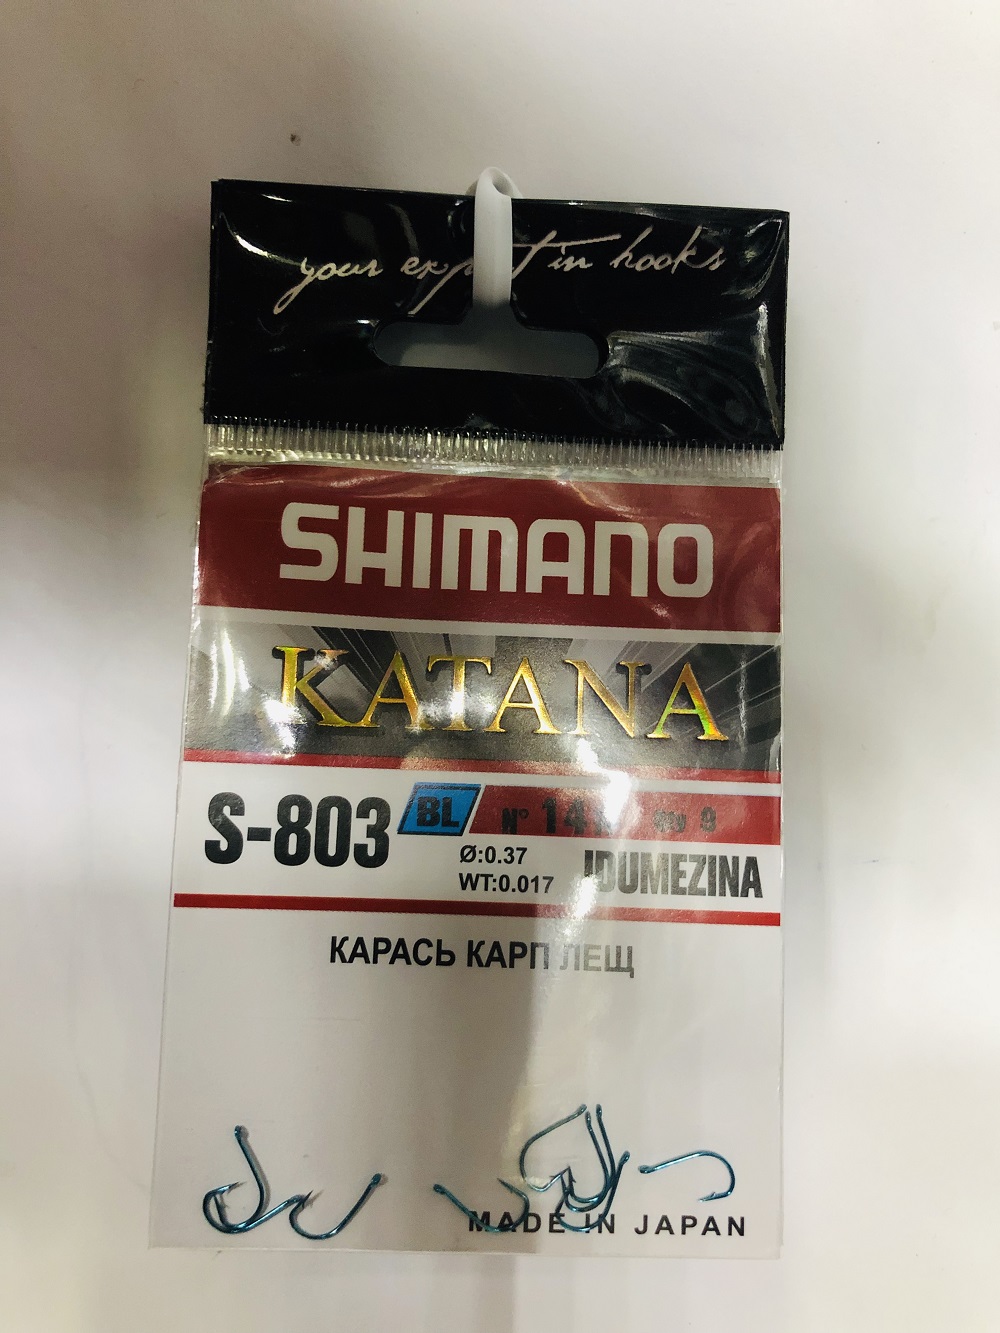 your expert in hooks
SHIMANO
KATANA
S-803 BL N° 14
Ø:0.37
WT:0.017 IDUMEZINA
КАРАСЬ КАРП ЛЕЩ
MADE IN JAPAN